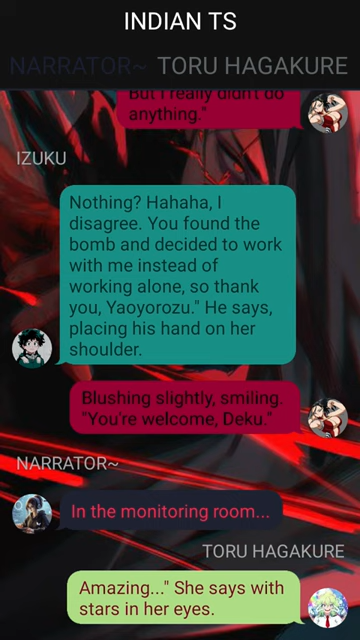 INDIAN TS
NARRATOR~ TORU HAGAKURE
But I really didn't do
anything."
IZUKU
Nothing? Hahaha, I
disagree. You found the
bomb and decided to work
with me instead of
working alone, so thank
you, Yaoyorozu." He says,
placing his hand on her
shoulder.
Blushing slightly, smiling.
"You're welcome, Deku."
NARRATOR~
In the monitoring room...
TORU HAGAKURE
Amazing..." She says with
stars in her eyes.